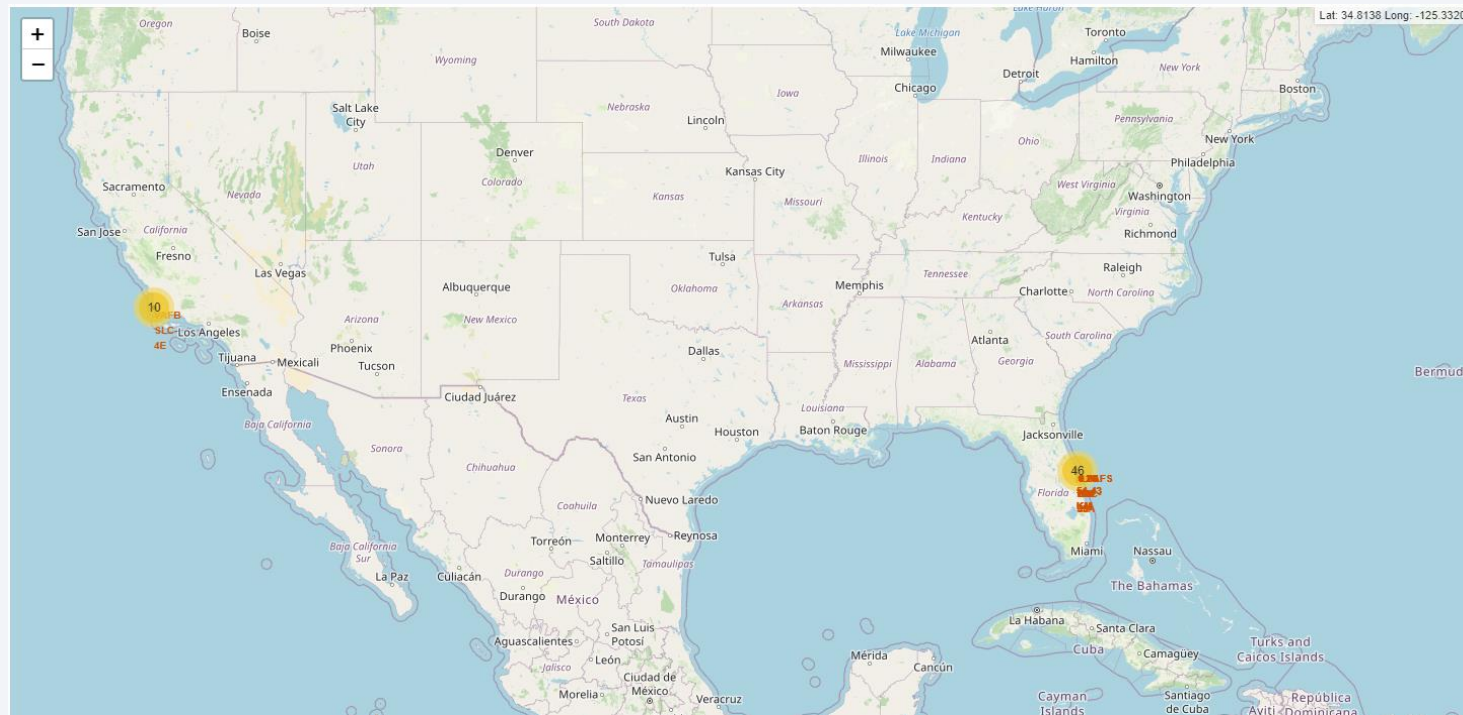 +
−
Lat: 34.8138 Long: -125.3320
Oregon
Boise
South Dakota
Lake Huron
Lake Michigan
Toronto
Milwaukee
Hamilton
Wyoming
Detroit
New York
Chicago
Boston
Salt Lake
City
Nebraska
Iowa
Lincoln
Pennsylvania
New York
Denver
Utah
Illinois
Indiana
Ohio
Philadelphia
Kansas City
Colorado
Sacramento
Nevada
Kansas
Missouri
West Virginia
Washington
Virginia
San Jose
California
Kentucky
Richmond
Fresno
Tulsa
Las Vegas
Raleigh
Tennessee
Albuquerque
Memphis
Charlotte
North Carolina
Oklahoma
10
Arkansas
Arizona
New Mexico
SLC-
Los Angeles
South Carolina
4E
Phoenix
Atlanta
Dallas
Tijuana
Mexicali
Tucson
Mississippi
Alabama
Georgia
Bermud
Ensenada
Ciudad Juárez
Texas
Louisiana
Austin
Baja California
Houston
Baton Rouge
Jacksonville
Sonora
San Antonio
Chihuahua
46
Florida
Nuevo Laredo
Coahuila
Reynosa
Torreón
Monterrey
Baja California
Sur
Saltillo
Miami
Nassau
Tamaulipas
La Paz
Culiacán
Durango
Durango
México
The Bahamas
La Habana
San Luis
Potosí
Santa Clara
Aguascalientes
Turks and
Caicos Islands
Cuba
Camagüey
León
Mérida
Cancún
Jalisco
Ciudad de
México
Morelia
Veracruz
Cayman
Islands
Santiago
de Cuba
República
Dominicana
Ayiti